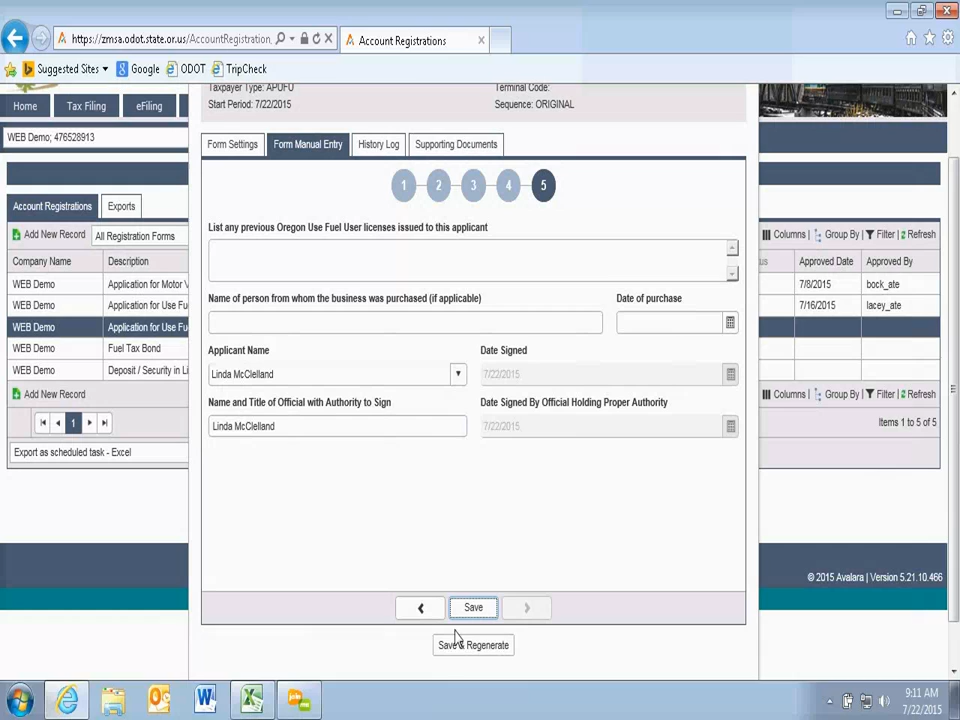 https://zmsa.odot.state.or.us/AccountRegistration,
Account Registrations
Suggested Sites
Google
ODOT
TripCheck
Taxpayer Type: APUFU
Terminal Code:
Home
Tax Filing
eFiling
Start Period: 7/22/2015
Sequence: ORIGINAL
WEB Demo; 476528913
Form Settings
Form Manual Entry
History Log
Supporting Documents
1
2
3
4
5
Account Registrations
Exports
List any previous Oregon Use Fuel User licenses issued to this applicant
Add New Record
All Registration Forms
Columns
Group By
Filter
Refresh
Company Name
Description
Approved Date
Approved By
WEB Demo
Application for Motor V
7/8/2015
bock_ate
WEB Demo
Application for Use Fu
7/16/2015
lacey_ate
Name of person from whom the business was purchased (if applicable)
Date of purchase
WEB Demo
Application for Use Fu
WEB Demo
Fuel Tax Bond
Applicant Name
Date Signed
WEB Demo
Deposit / Security in Li
Linda McClelland
7/22/2015
Add New Record
Columns
Group By
Filter
Refresh
Name and Title of Official with Authority to Sign
Date Signed By Official Holding Proper Authority
1
Linda McClelland
7/22/2015
Items 1 to 5 of 5
Export as scheduled task - Excel
© 2015 Avalara | Version 5.21.10.466
Save
Save & Regenerate
9:11 AM
7/22/2015